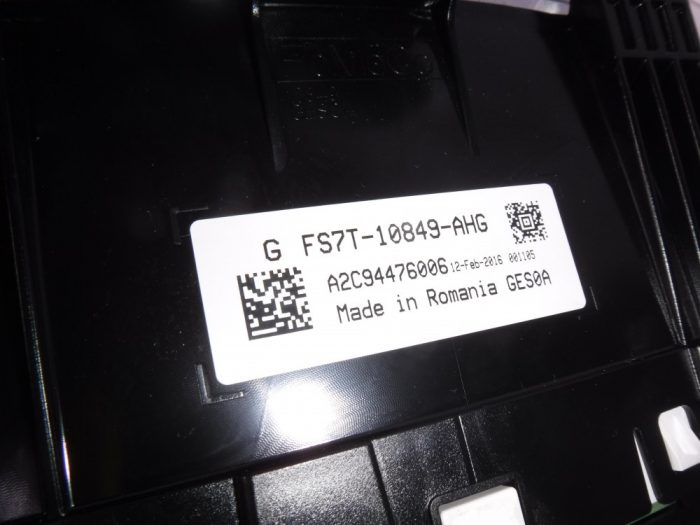 G FS7T-10849-AHG
A2C94476006 12-Feb-2016 001105
Made in Romania GES0A